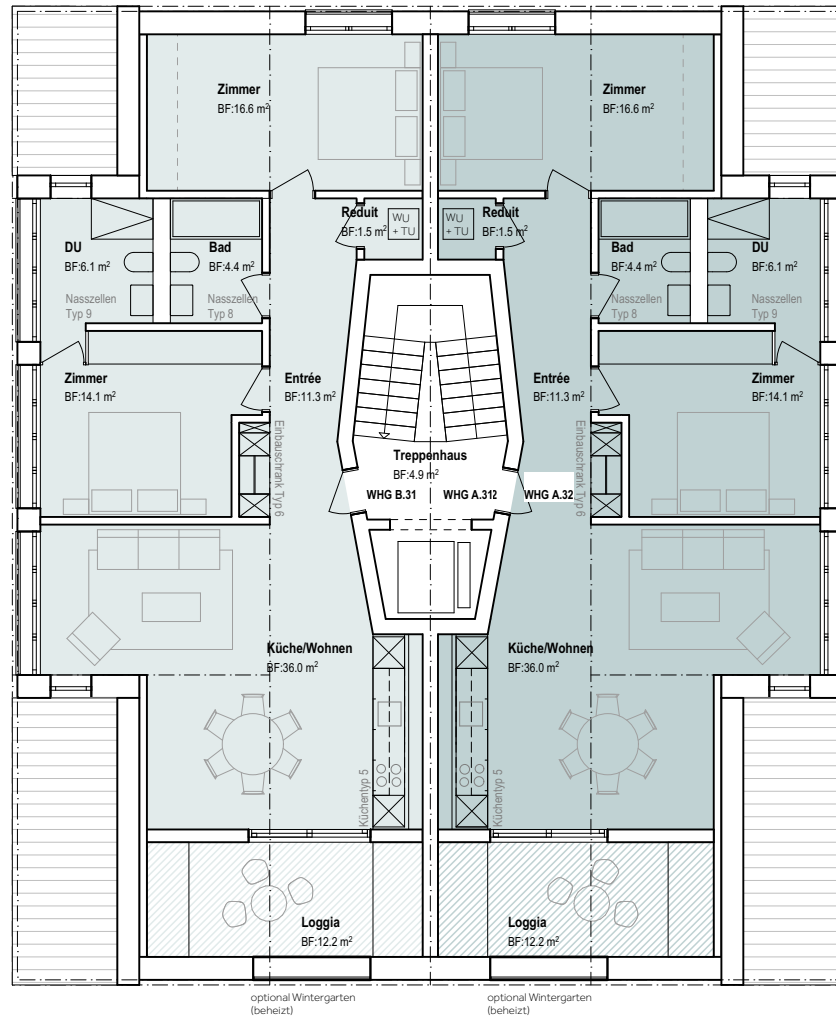 Zimmer
BF:16.6 m²
Zimmer
BF:16.6 m²
Reduit
BF:1.5 m²
WU
+ TU
WU
+ TU
Reduit
BF:1.5 m²
DU
BF:6.1 m²
Bad
BF:4.4 m²
Bad
BF:4.4 m²
DU
BF:6.1 m²
Nasszellen
Typ 9
Nasszellen
Typ 8
Nasszellen
Typ 8
Nasszellen
Typ 9
Zimmer
BF:14.1 m²
Entrée
BF:11.3 m²
Entrée
BF:11.3 m²
Zimmer
BF:14.1 m²
Einbauschrank Typ 6
Einbauschrank Typ 6
Treppenhaus
BF:4.9 m²
WHG B.31
WHG A.312
WHG A.32
Küche/Wohnen
BF:36.0 m²
Küche/Wohnen
BF:36.0 m²
Küchentyp 5
Küchentyp 5
Loggia
BF:12.2 m²
Loggia
BF:12.2 m²
optional Wintergarten
(beheizt)
optional Wintergarten
(beheizt)